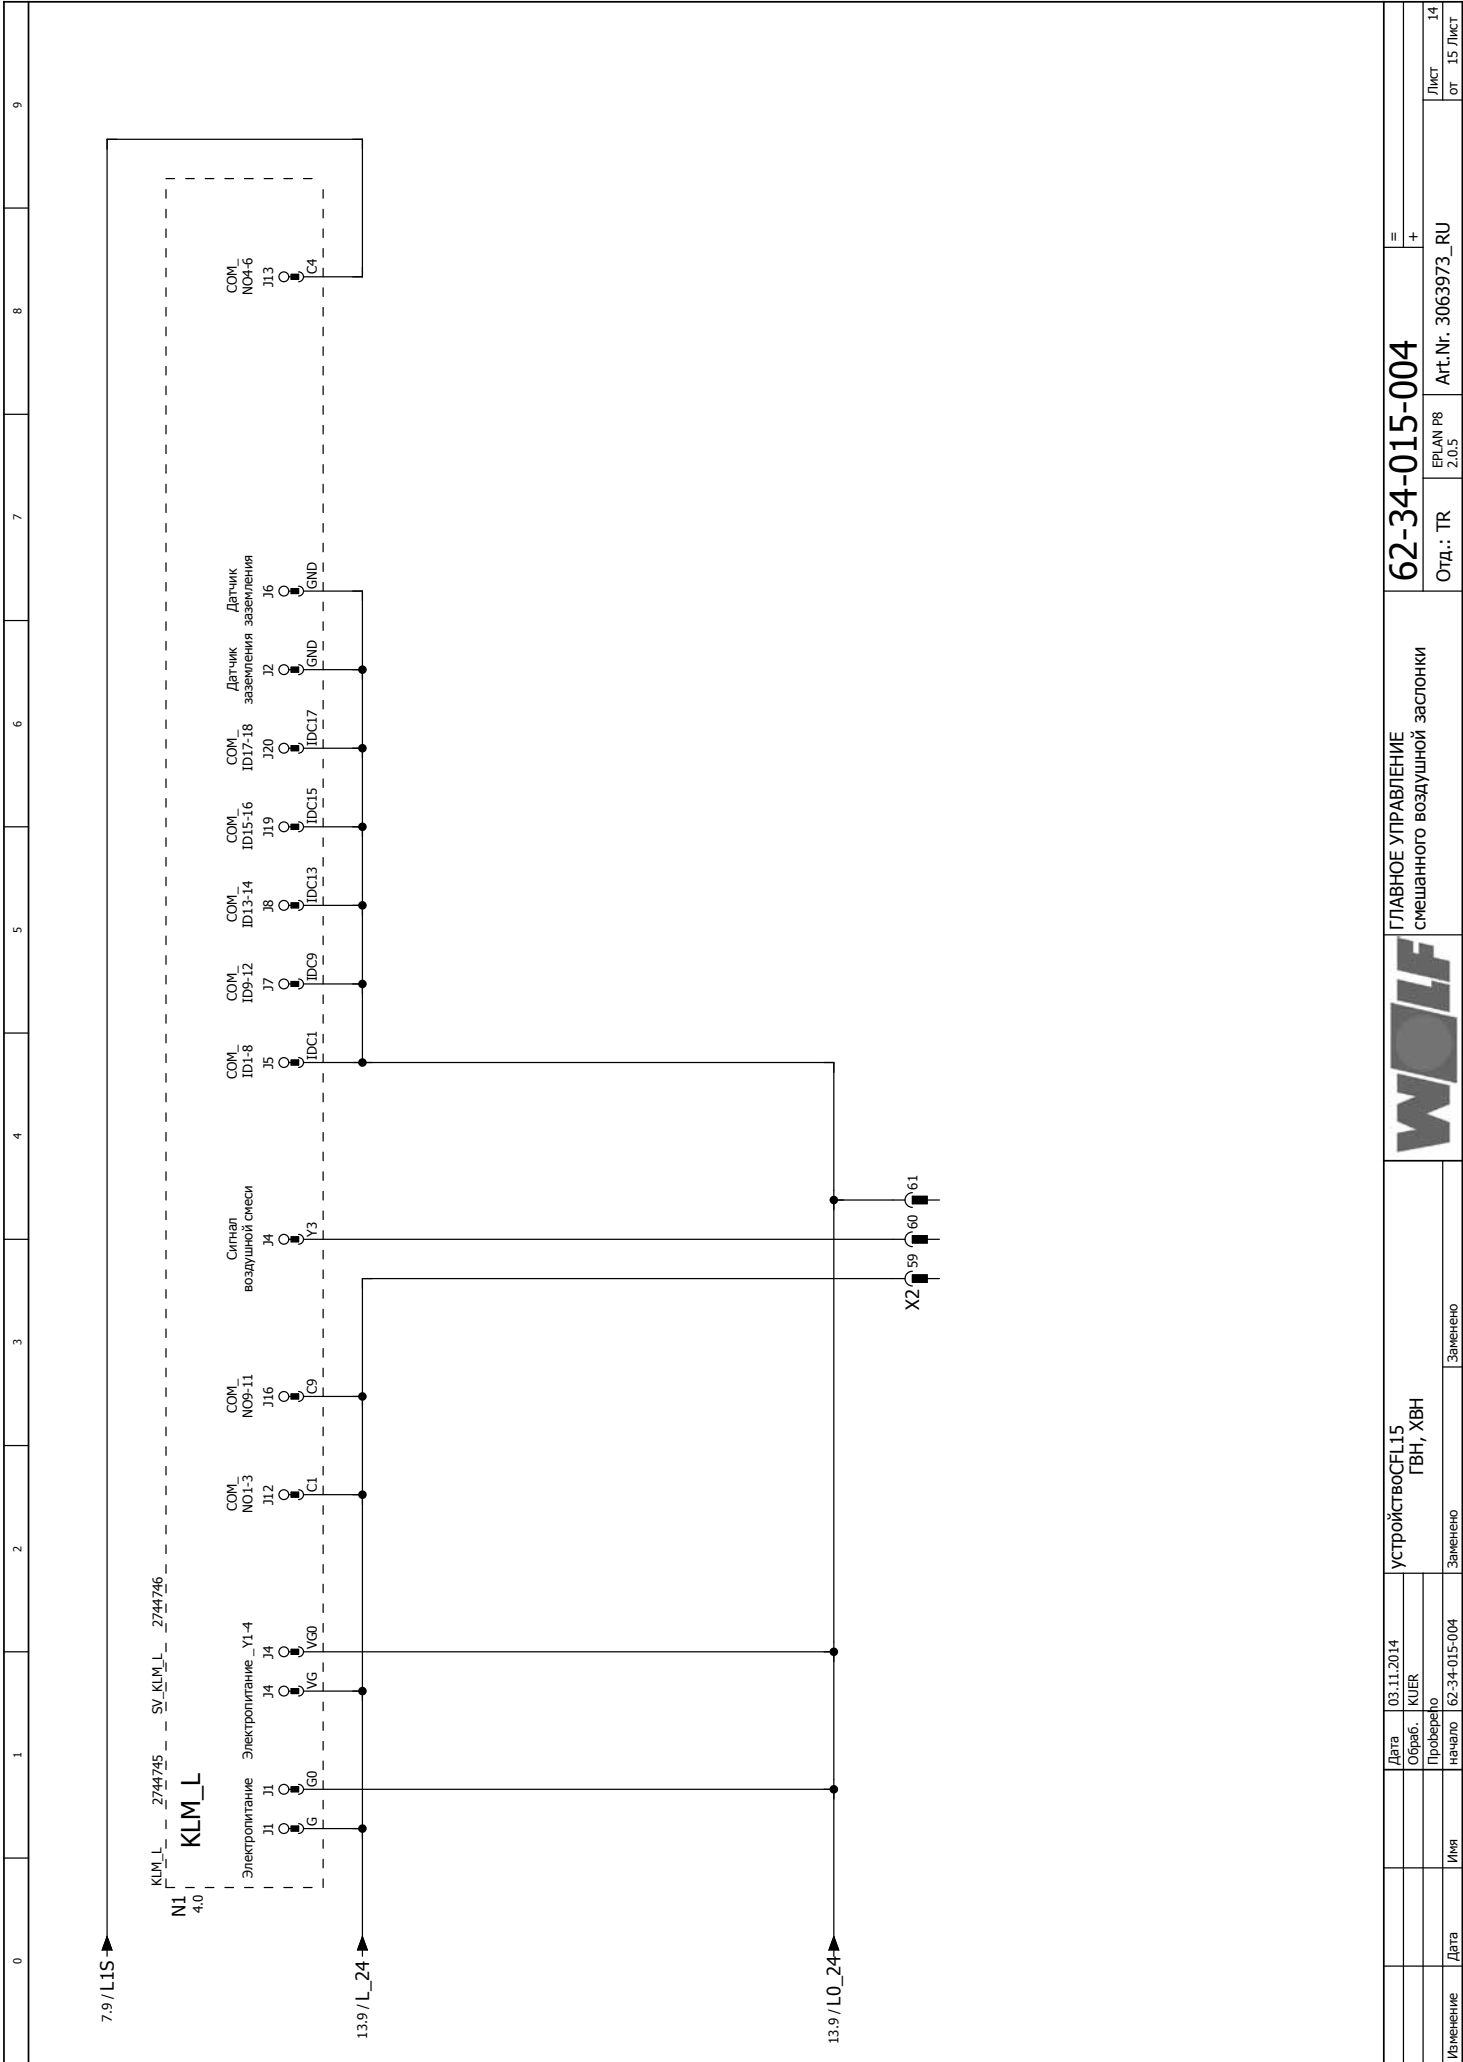 0 1 2 3 4 5 6 7 8 9
7.9 / L1S
KLM_L 2744745 SV_KLM_L 2744746
N1
4.0
KLM_L
Электропитание
J1 J1
G G0
Электропитание _Y1-4
J4 J4
VG VG0
COM_
NO1-3
J12
C1
COM_
NO9-11
J16
C9
Сигнал
воздушной смеси
J4
Y3
COM_
ID1-8
J5
IDC1
COM_
ID9-12
J7
IDC9
COM_
ID13-14
J8
IDC13
COM_
ID15-16
J19
IDC15
COM_
ID17-18
J20
IDC17
Датчик
заземления
J2
GND
Датчик
заземления
J6
GND
COM_
NO4-6
J13
C4
13.9 / L_24
13.9 / L0_24
X2 59 60 61
Изменение Дата Имя
Дата 03.11.2014
Обраб. KUER
Проверено
начало 62-34-015-004
устройствоCFL15
ГВН, ХВН
Заменено Заменено
WOLF
ГЛАВНОЕ УПРАВЛЕНИЕ
смешанного воздушной заслонки
62-34-015-004
=
+
Отд.: TR
EPLAN P8
2.0.5
Art.Nr. 3063973_RU
Лист 14
от 15 Лист